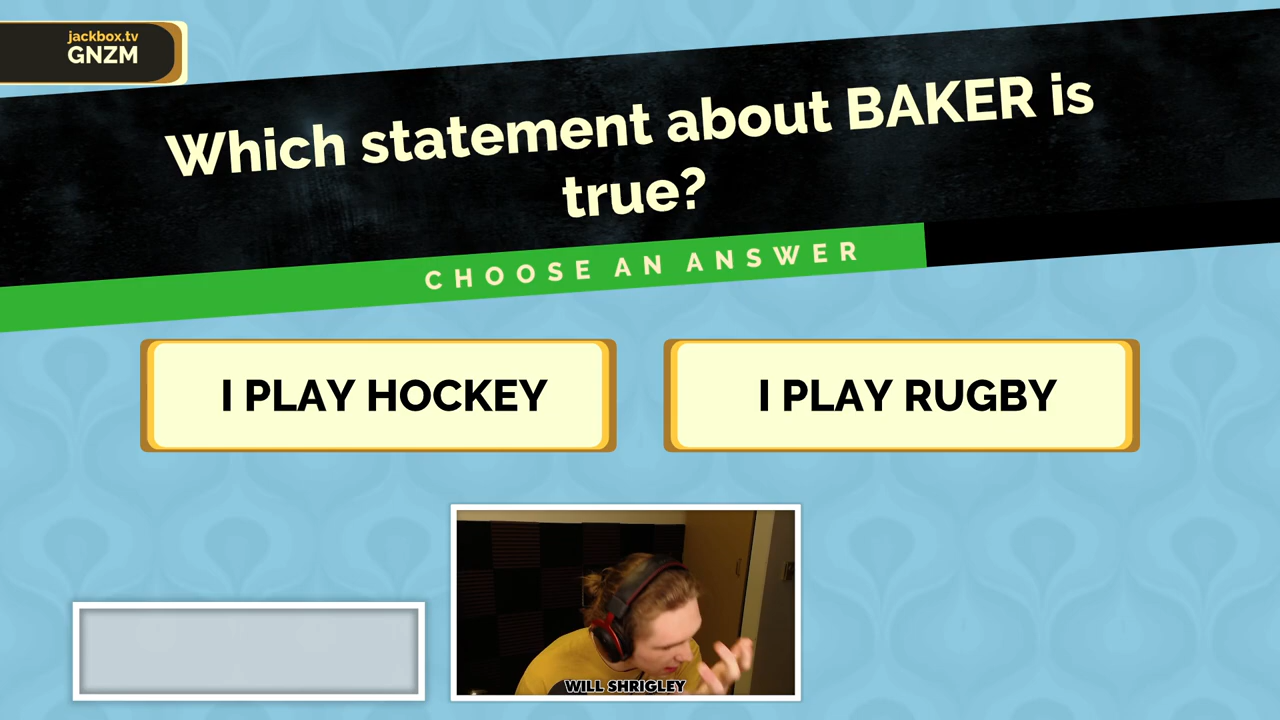 jackbox.tv
GNZM
Which statement about BAKER is
true?
CHOOSE AN ANSWER
I PLAY HOCKEY
I PLAY RUGBY
WILL SHRIGLEY